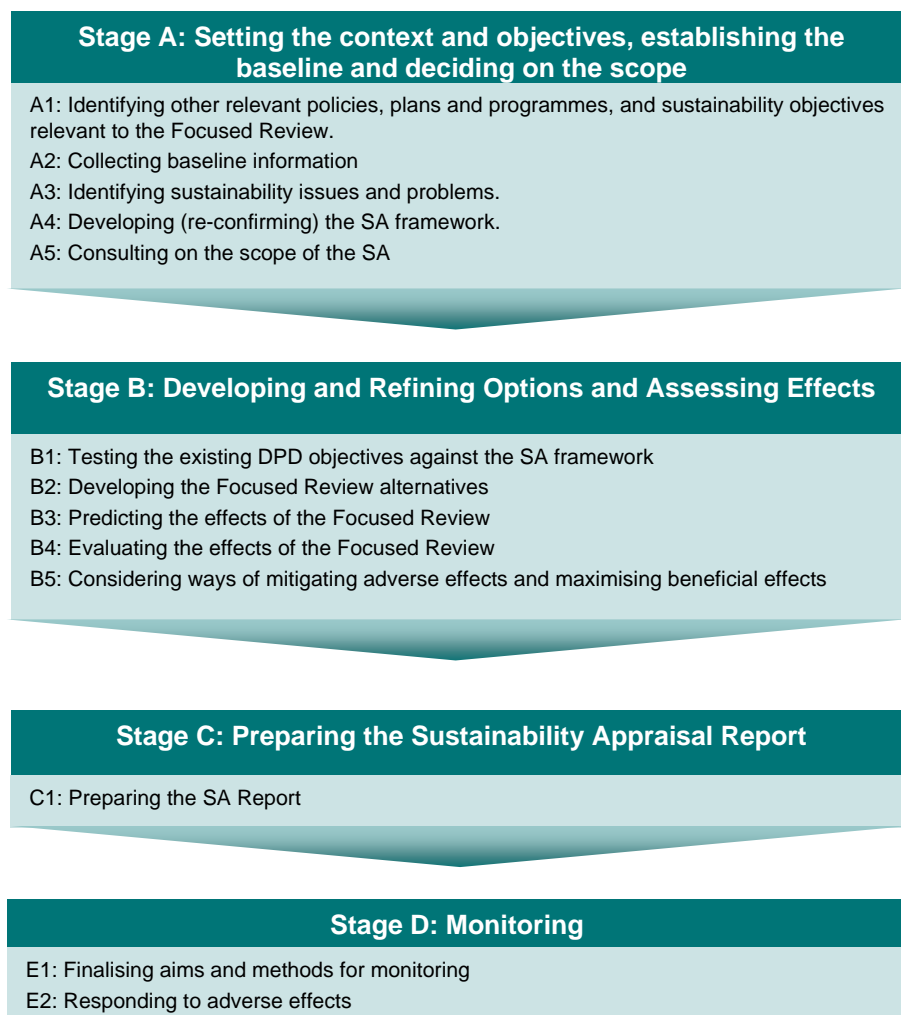 Stage A: Setting the context and objectives, establishing the
baseline and deciding on the scope
A1: Identifying other relevant policies, plans and programmes, and sustainability objectives
relevant to the Focused Review.
A2: Collecting baseline information
A3: Identifying sustainability issues and problems.
A4: Developing (re-confirming) the SA framework.
A5: Consulting on the scope of the SA
Stage B: Developing and Refining Options and Assessing Effects
B1: Testing the existing DPD objectives against the SA framework
B2: Developing the Focused Review alternatives
B3: Predicting the effects of the Focused Review
B4: Evaluating the effects of the Focused Review
B5: Considering ways of mitigating adverse effects and maximising beneficial effects
Stage C: Preparing the Sustainability Appraisal Report
C1: Preparing the SA Report
Stage D: Monitoring
E1: Finalising aims and methods for monitoring
E2: Responding to adverse effects